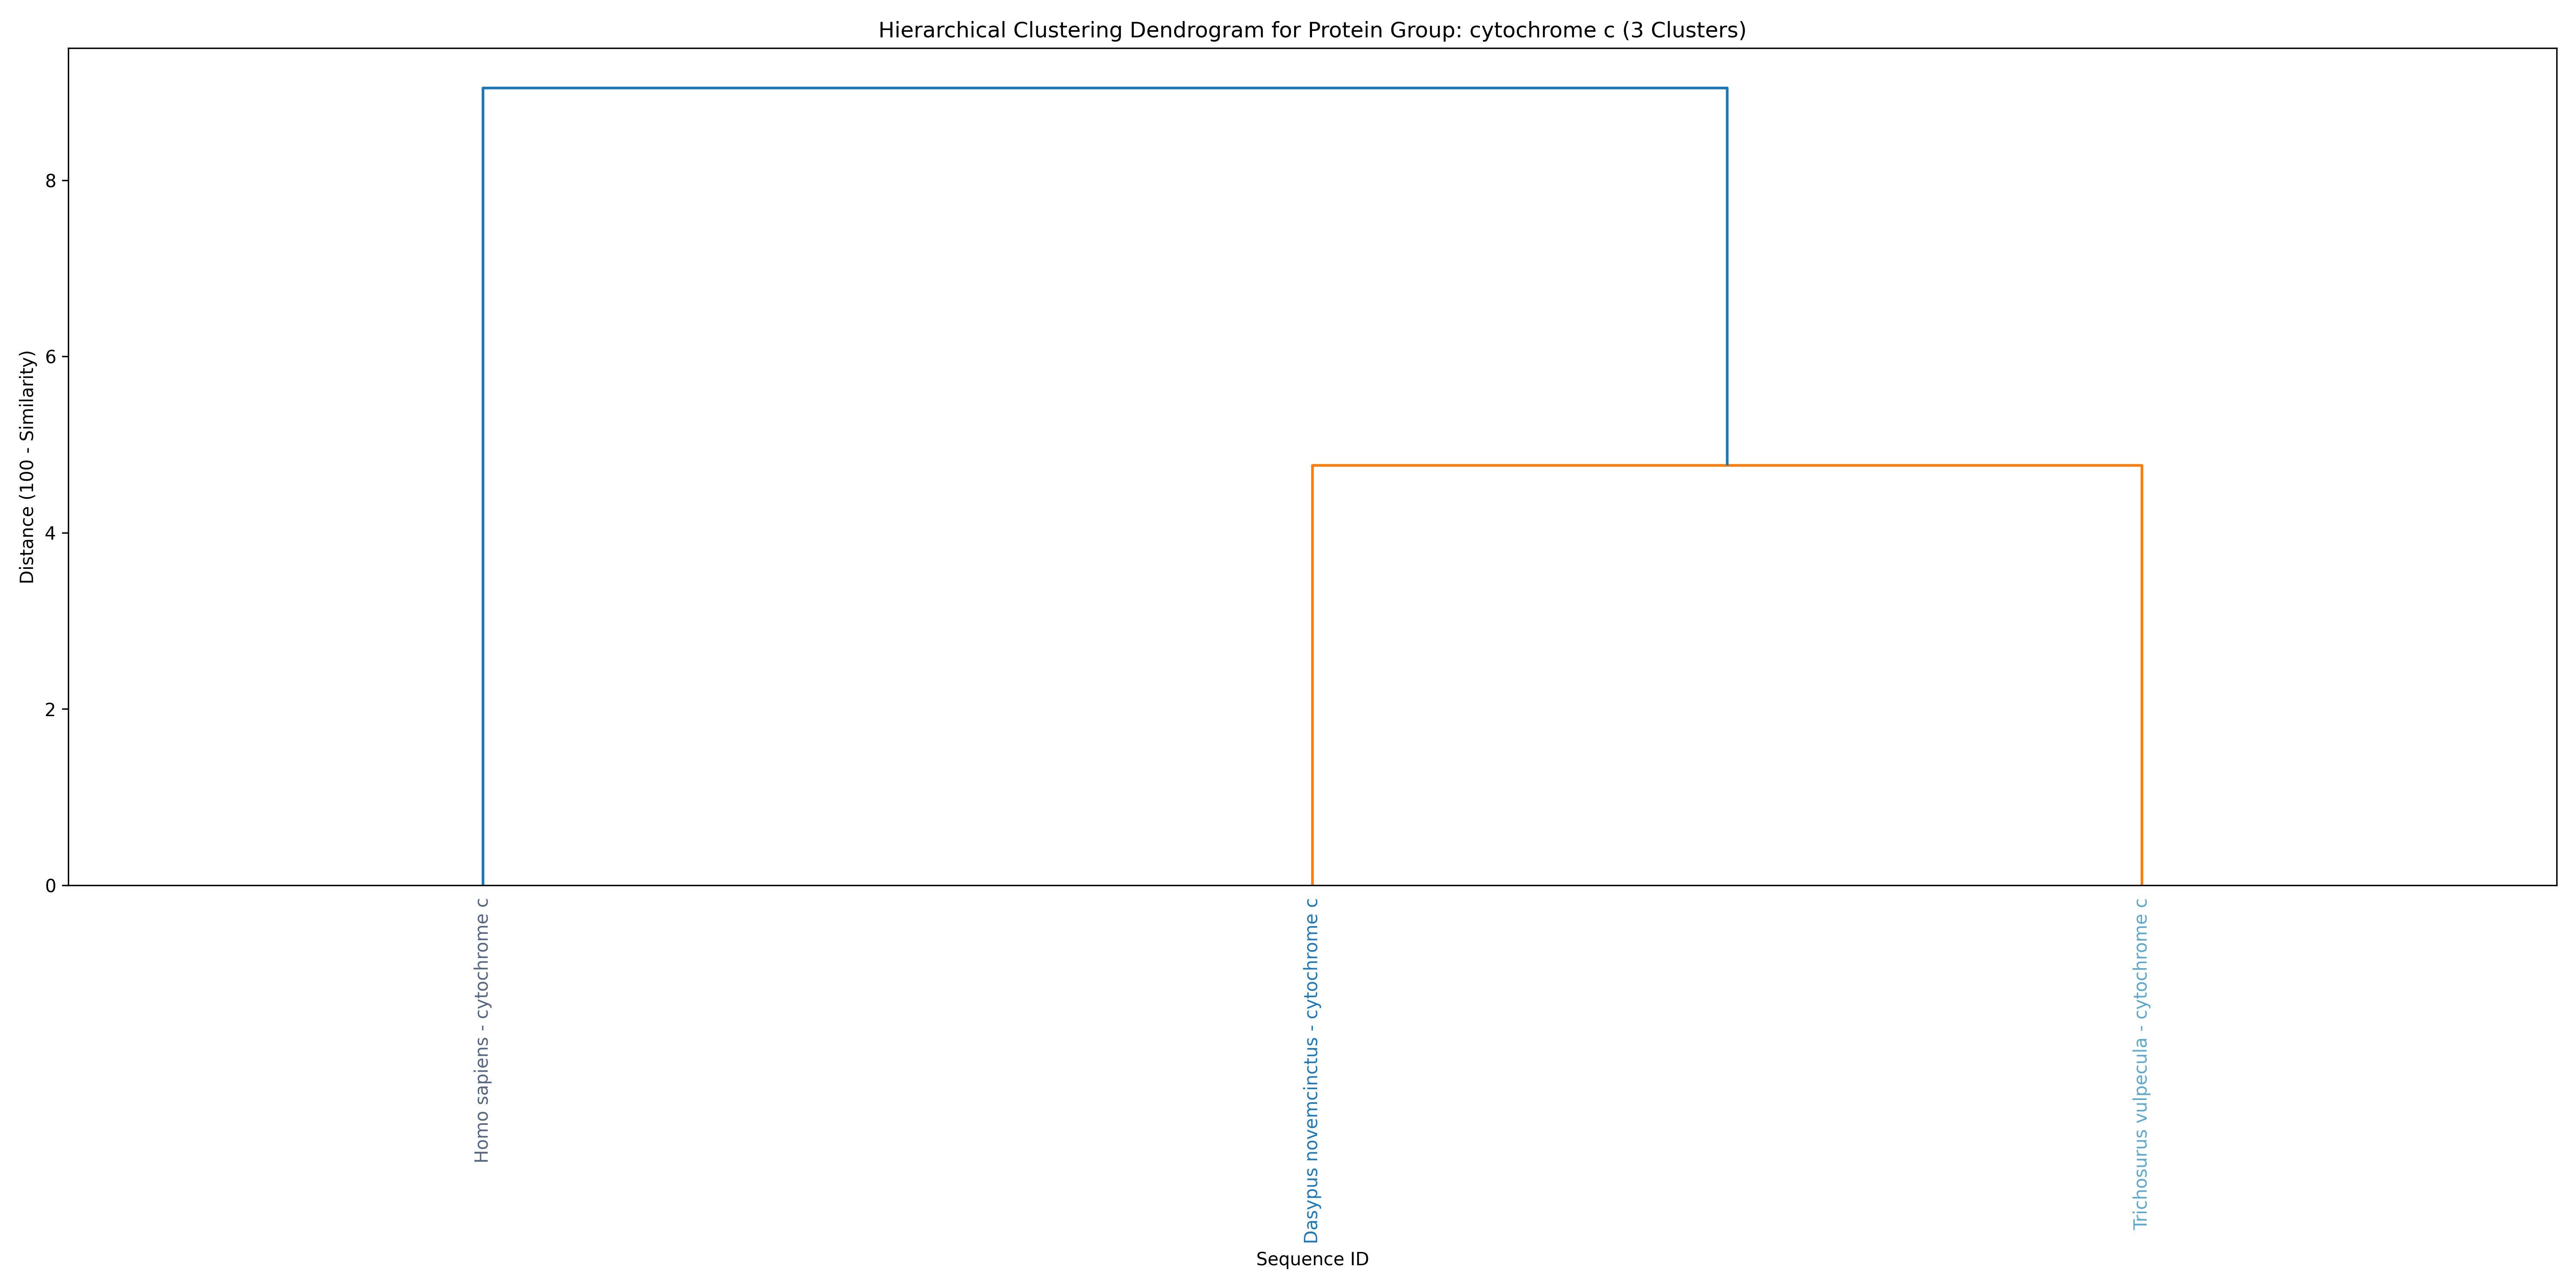 Hierarchical Clustering Dendrogram for Protein Group: cytochrome c (3 Clusters)
Distance (100 - Similarity)
8
6
4
2
0
Homo sapiens - cytochrome c
Dasypus novemcinctus - cytochrome c
Trichosurus vulpecula - cytochrome c
Sequence ID